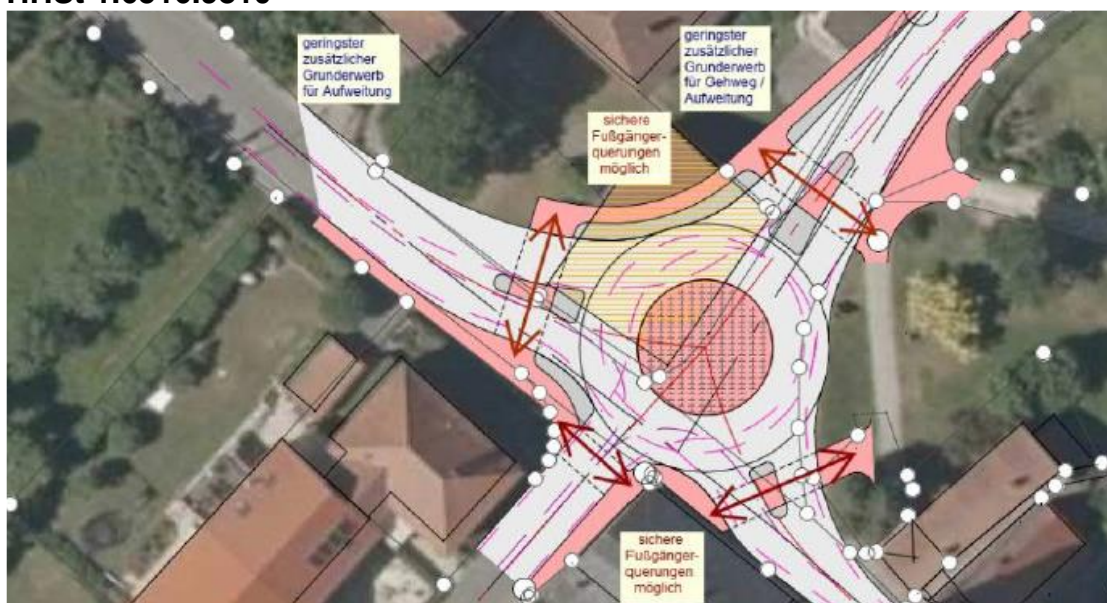 geringster
zusätzlicher
Grunderwerb
für Aufweitung
geringster
zusätzlicher
Grunderwerb
für Gehweg /
Aufweitung
sichere
Fußgänger-
querungen
möglich
sichere
Fußgänger-
querungen
möglich